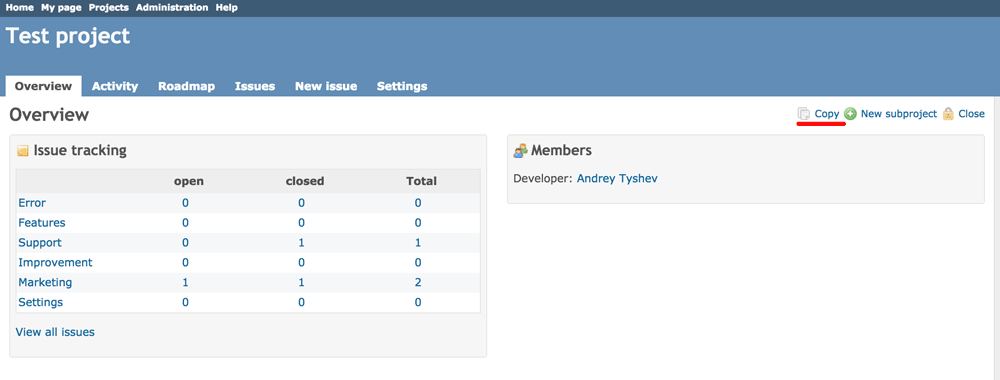 Home My page Projects Administration Help
Test project
Overview Activity Roadmap Issues New issue Settings
Overview
Copy New subproject Close
Issue tracking
open closed Total
Error 0 0 0
Features 0 0 0
Support 0 1 1
Improvement 0 0 0
Marketing 1 1 2
Settings 0 0 0
View all issues
Members
Developer: Andrey Tyshev